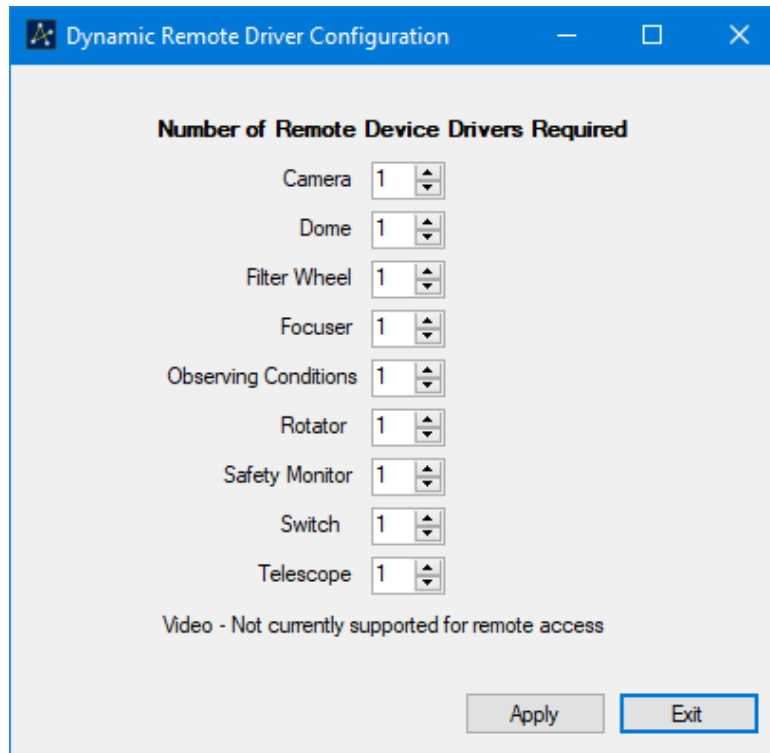 Dynamic Remote Driver Configuration
Number of Remote Device Drivers Required
Camera 1
Dome 1
Filter Wheel 1
Focuser 1
Observing Conditions 1
Rotator 1
Safety Monitor 1
Switch 1
Telescope 1
Video - Not currently supported for remote access
Apply Exit